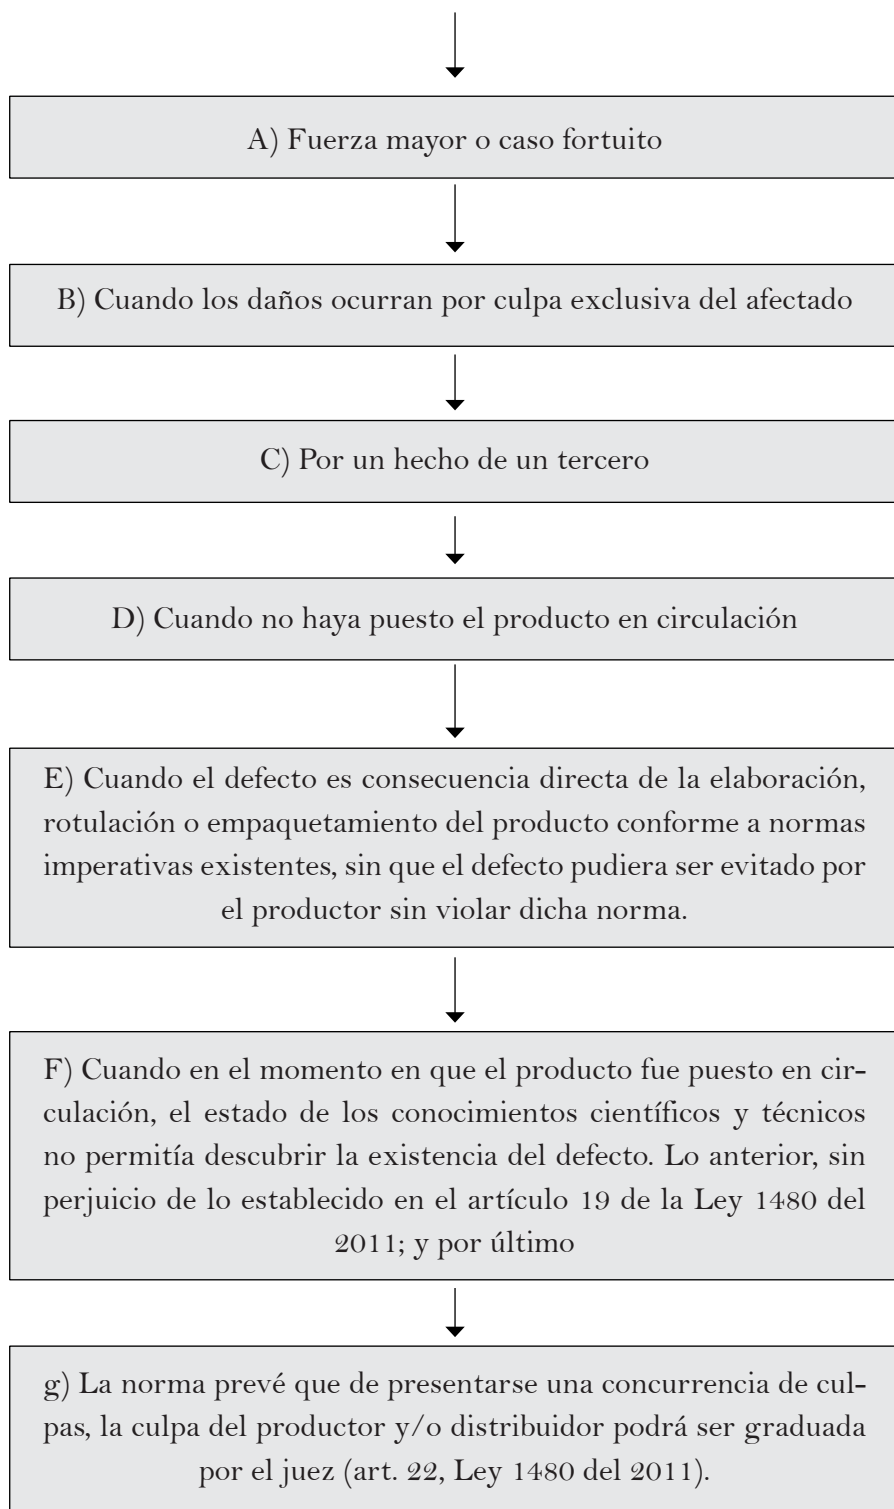 A) Fuerza mayor o caso fortuito
B) Cuando los daños ocurran por culpa exclusiva del afectado
C) Por un hecho de un tercero
D) Cuando no haya puesto el producto en circulación
E) Cuando el defecto es consecuencia directa de la elaboración,
rotulación o empaquetamiento del producto conforme a normas
imperativas existentes, sin que el defecto pudiera ser evitado por
el productor sin violar dicha norma.
F) Cuando en el momento en que el producto fue puesto en cir-
culación, el estado de los conocimientos científicos y técnicos
no permitía descubrir la existencia del defecto. Lo anterior, sin
perjuicio de lo establecido en el artículo 19 de la Ley 1480 del
2011; y por último
g) La norma prevé que de presentarse una concurrencia de cul-
pas, la culpa del productor y/o distribuidor podrá ser graduada
por el juez (art. 22, Ley 1480 del 2011).